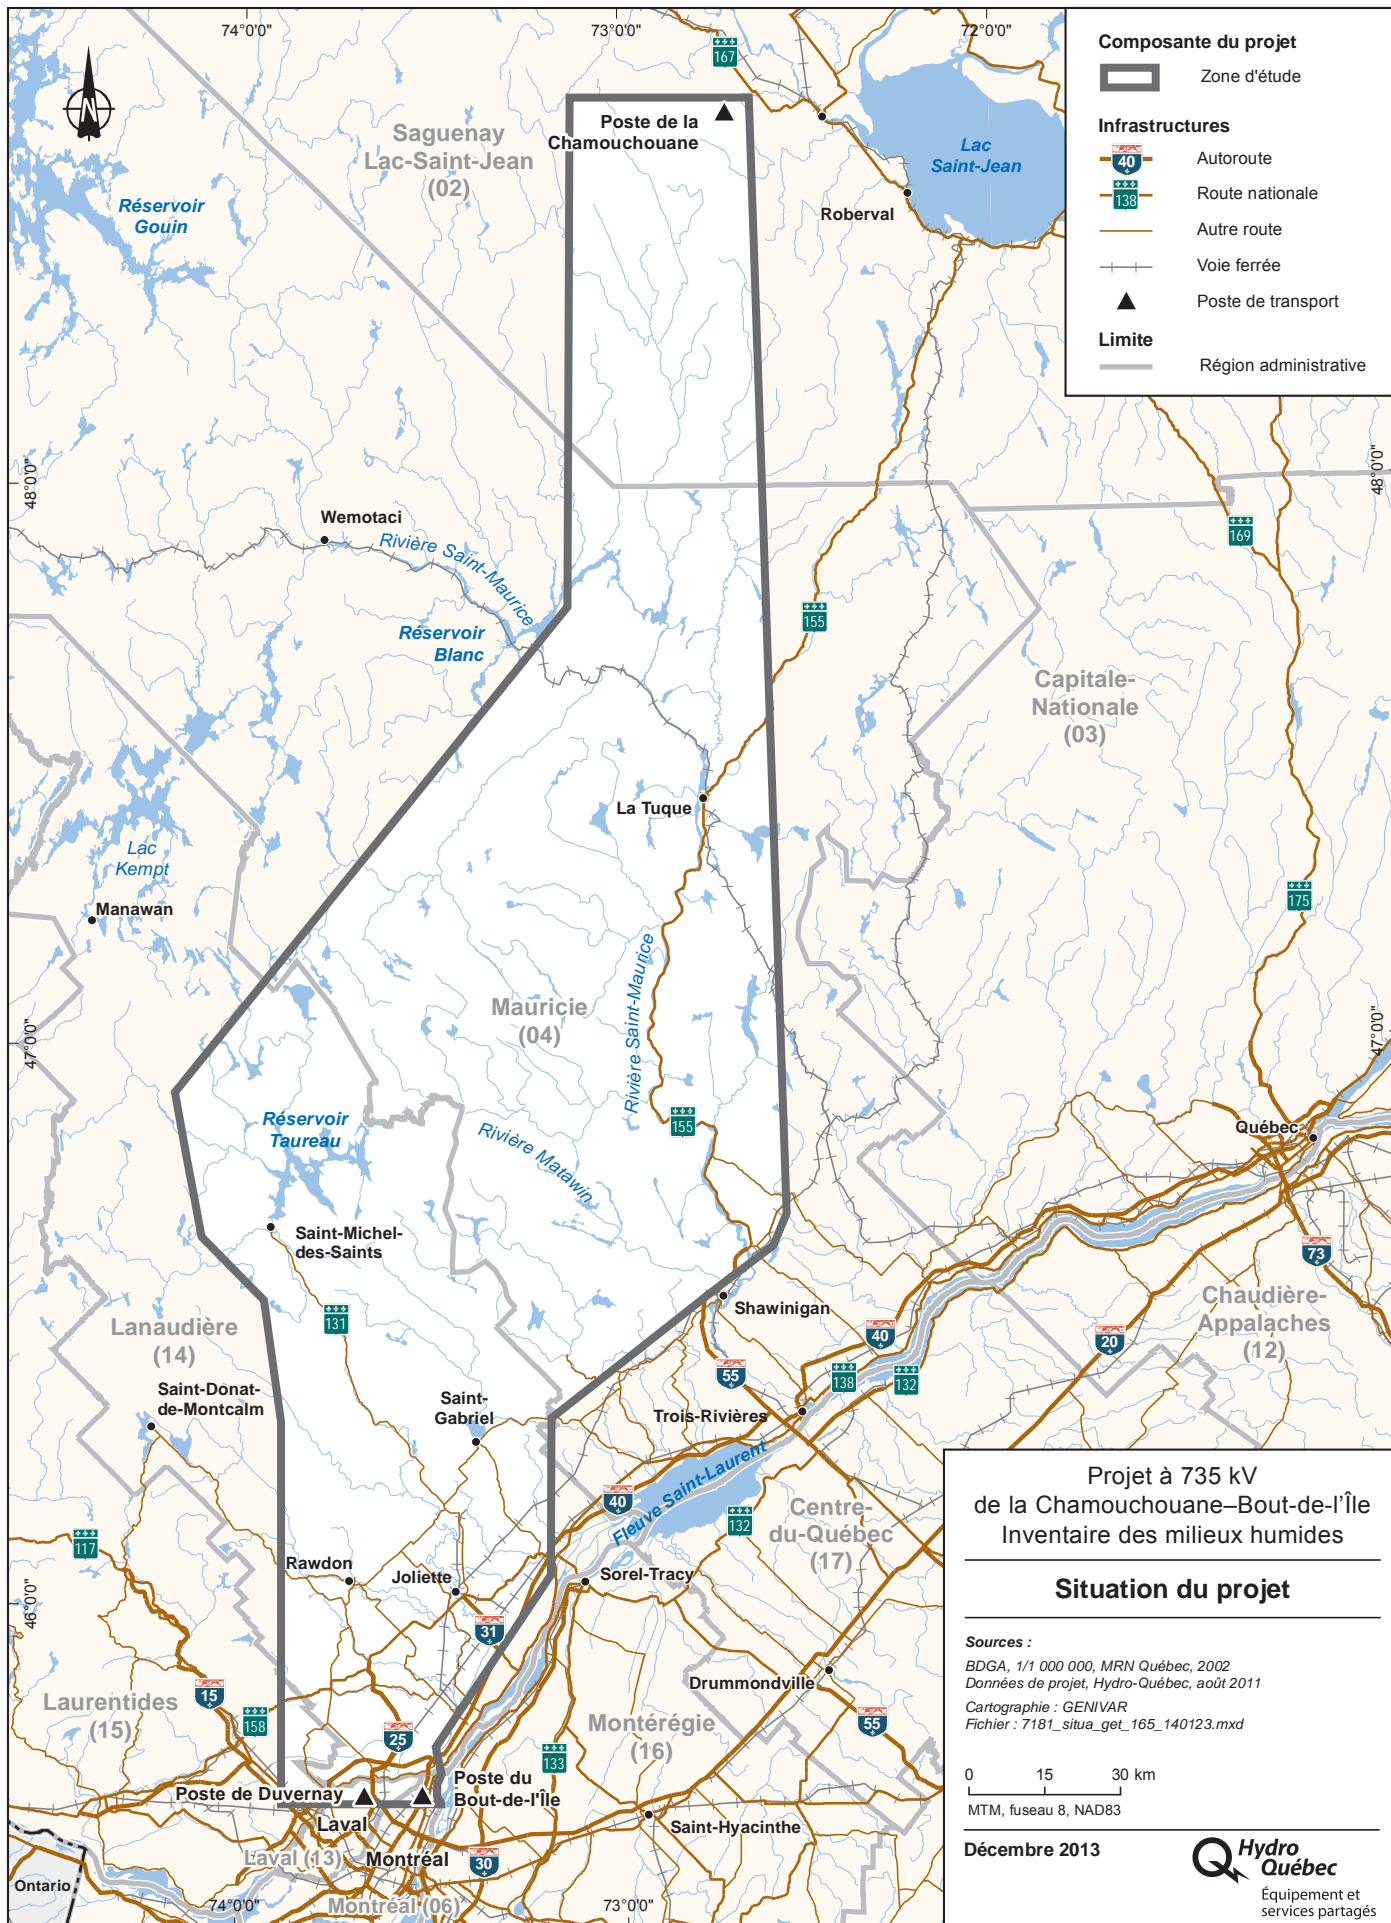 74°0'0"
73°0'0"
72°0'0"
167
Composante du projet
Zone d'étude
Infrastructures
40
Autoroute
138
Route nationale
Autre route
Voie ferrée
Poste de transport
Limite
Région administrative
N
Poste de la
Chamouchouane
Saguenay
Lac-Saint-Jean
(02)
Lac
Saint-Jean
Réservoir
Gouin
Roberval
48°0'0"
48°0'0"
Wemotaci
Rivière Saint-Maurice
169
155
Réservoir
Blanc
Capitale-
Nationale
(03)
La Tuque
Lac
Kempt
Manawan
175
Rivière Saint-Maurice
Mauricie
(04)
47°0'0"
47°0'0"
Réservoir
Taureau
155
Rivière Matawin
Québec
Saint-Michel-
des-Saints
73
Shawinigan
Chaudière-
Appalaches
(12)
131
Lanaudière
(14)
40
20
55
138
132
Saint-Donat-
de-Montcalm
Saint-
Gabriel
Trois-Rivières
Fleuve Saint-Laurent
40
132
Centre-
du-Québec
(17)
117
Rawdon
Joliette
Sorel-Tracy
46°0'0"
31
Drummondville
15
Laurentides
(15)
158
25
Montérégie
(16)
55
133
Poste de Duvernay
Poste du
Bout-de-l'Île
Laval
Saint-Hyacinthe
Laval (13)
Montréal
30
Ontario
74°0'0"
Montréal (06)
73°0'0"
Projet à 735 kV
de la Chamouchouane–Bout-de-l'Île
Inventaire des milieux humides
Situation du projet
Sources :
BDGA, 1/1 000 000, MRN Québec, 2002
Données de projet, Hydro-Québec, août 2011
Cartographie : GENIVAR
Fichier : 7181_situa_get_165_140123.mxd
0 15 30 km
MTM, fuseau 8, NAD83
Décembre 2013
Hydro
Québec
Équipement et
services partagés